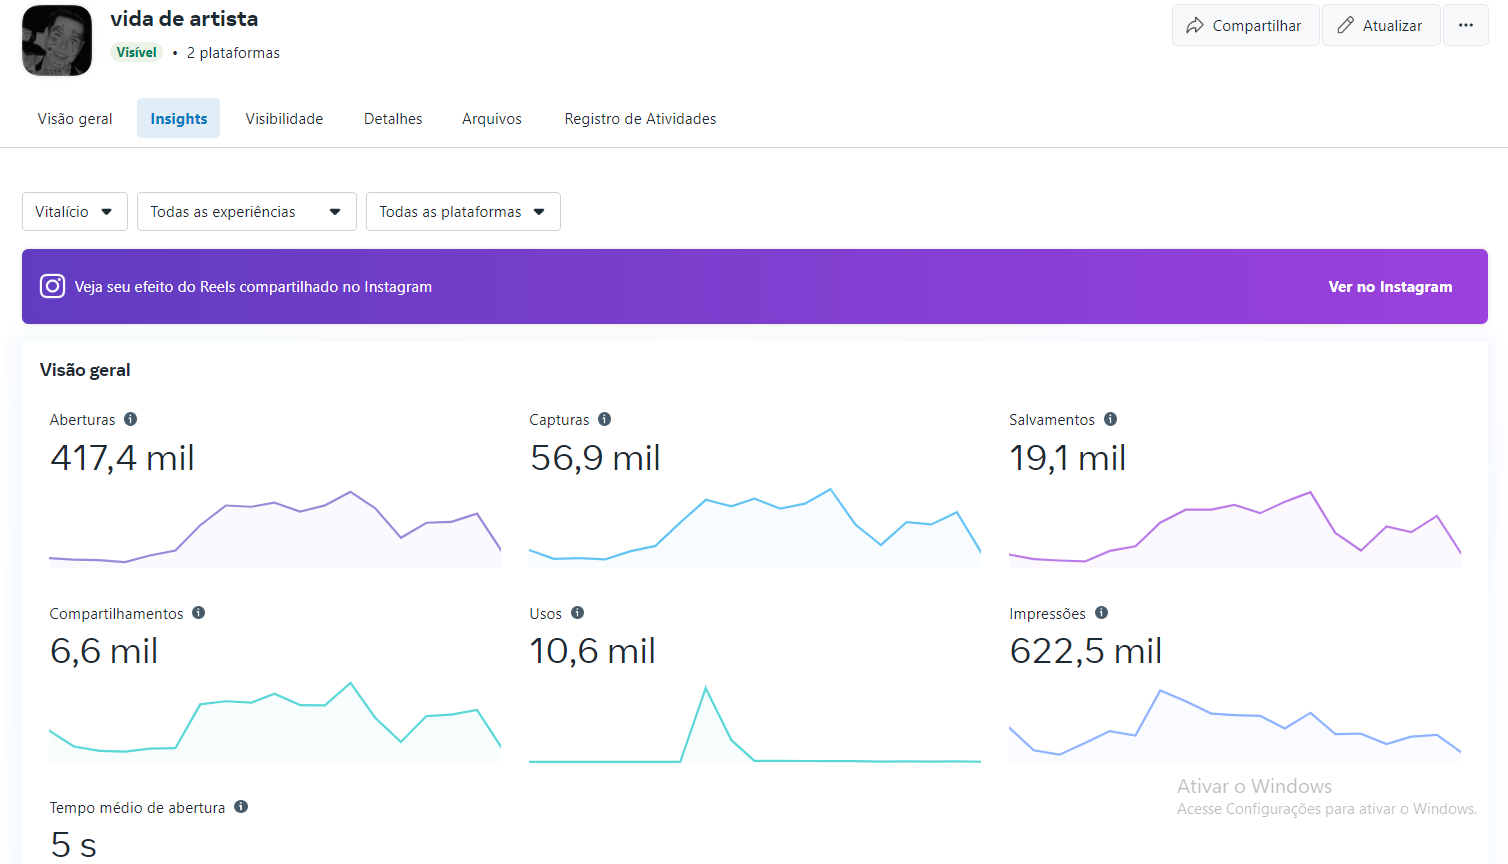 vida de artista
Visível • 2 plataformas
Compartilhar
Atualizar
Visão geral
Insights
Visibilidade
Detalhes
Arquivos
Registro de Atividades
Vitalício
Todas as experiências
Todas as plataformas
Veja seu efeito do Reels compartilhado no Instagram
Ver no Instagram
Visão geral
Aberturas
417,4 mil
Capturas
56,9 mil
Salvamentos
19,1 mil
Compartilhamentos
6,6 mil
Usos
10,6 mil
Impressões
622,5 mil
Tempo médio de abertura
5 s
Ativar o Windows
Acesse Configurações para ativar o Windows.